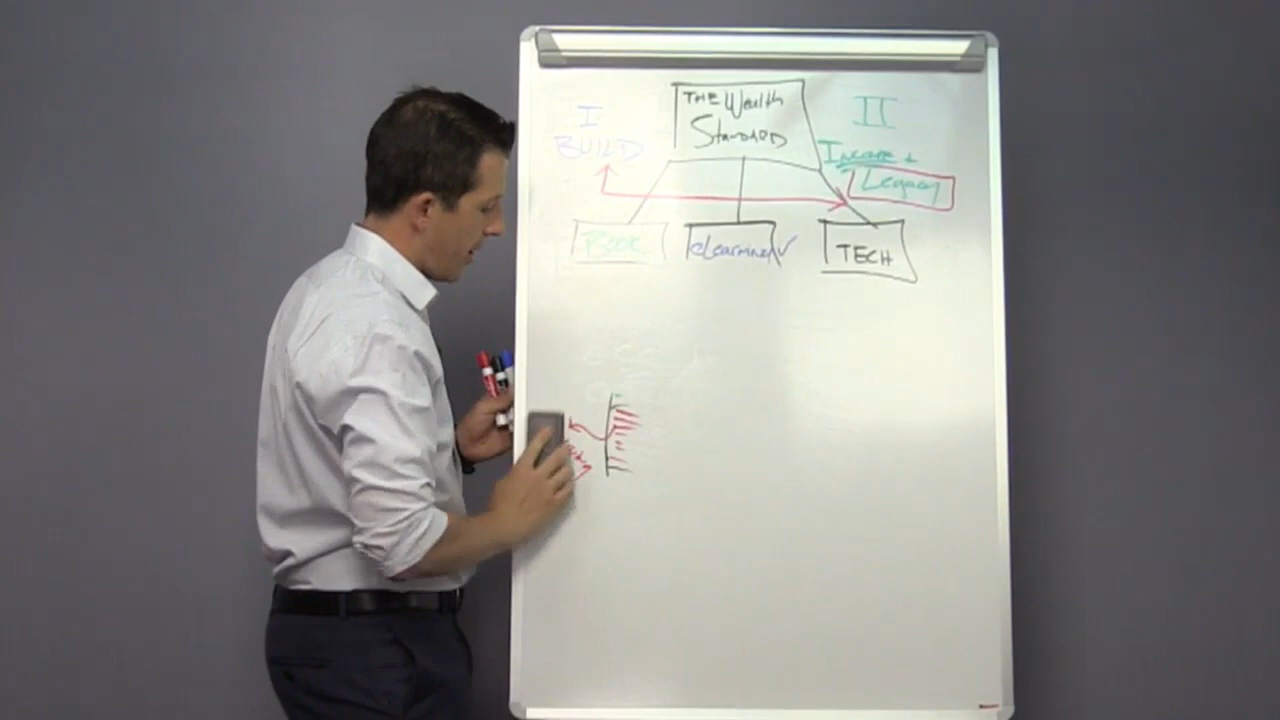 THE Wealth
Standard
I
BUILD
II
Income +
Legacy
Book
eLearning
TECH